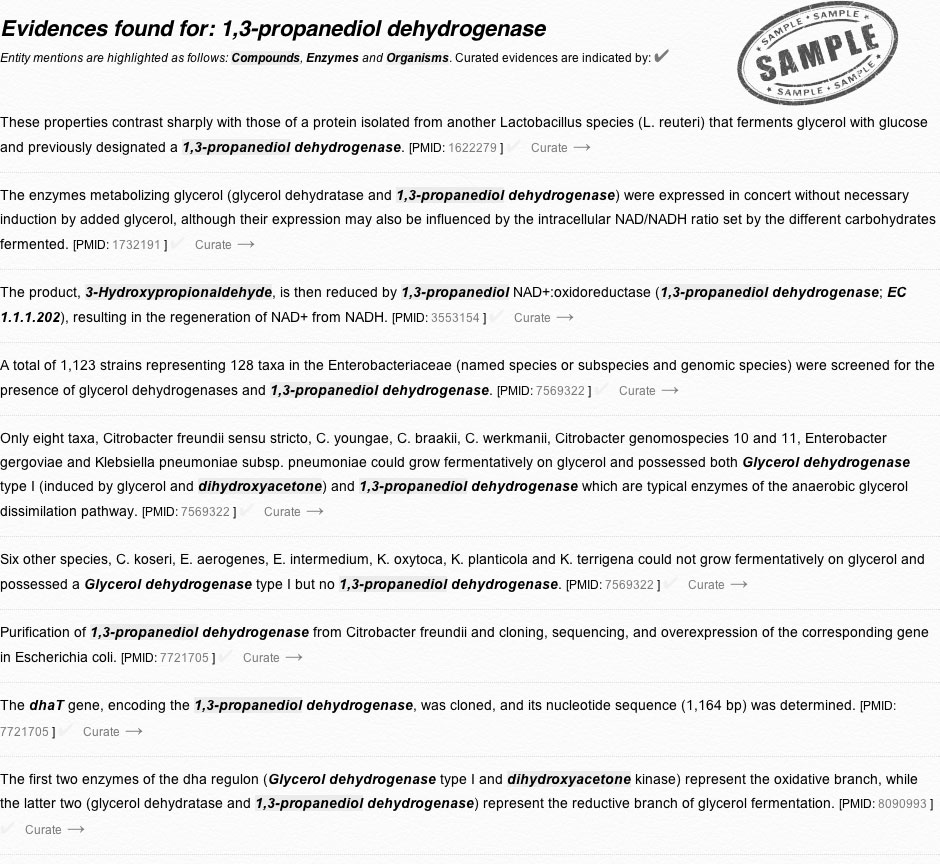 Evidences found for: 1,3-propanediol dehydrogenase
SAMPLE • SAMPLE
SAMPLE
SAMPLE • SAMPLE
Entity mentions are highlighted as follows: Compounds, Enzymes and Organisms. Curated evidences are indicated by: ✔
These properties contrast sharply with those of a protein isolated from another Lactobacillus species (L. reuteri) that ferments glycerol with glucose
and previously designated a 1,3-propanediol dehydrogenase. [PMID: 1622279 ] ✓ Curate →
The enzymes metabolizing glycerol (glycerol dehydratase and 1,3-propanediol dehydrogenase) were expressed in concert without necessary
induction by added glycerol, although their expression may also be influenced by the intracellular NAD/NADH ratio set by the different carbohydrates
fermented. [PMID: 1732191 ] ✓ Curate →
The product, 3-Hydroxypropionaldehyde, is then reduced by 1,3-propanediol NAD+:oxidoreductase (1,3-propanediol dehydrogenase; EC
1.1.1.202), resulting in the regeneration of NAD+ from NADH. [PMID: 3553154 ] ✓ Curate →
A total of 1,123 strains representing 128 taxa in the Enterobacteriaceae (named species or subspecies and genomic species) were screened for the
presence of glycerol dehydrogenases and 1,3-propanediol dehydrogenase. [PMID: 7569322 ] ✓ Curate →
Only eight taxa, Citrobacter freundii sensu stricto, C. youngae, C. braakii, C. werkmanii, Citrobacter genomospecies 10 and 11, Enterobacter
gergoviae and Klebsiella pneumoniae subsp. pneumoniae could grow fermentatively on glycerol and possessed both Glycerol dehydrogenase
type I (induced by glycerol and dihydroxyacetone) and 1,3-propanediol dehydrogenase which are typical enzymes of the anaerobic glycerol
dissimilation pathway. [PMID: 7569322 ] ✓ Curate →
Six other species, C. koseri, E. aerogenes, E. intermedium, K. oxytoca, K. planticola and K. terrigena could not grow fermentatively on glycerol and
possessed a Glycerol dehydrogenase type I but no 1,3-propanediol dehydrogenase. [PMID: 7569322 ] ✓ Curate →
Purification of 1,3-propanediol dehydrogenase from Citrobacter freundii and cloning, sequencing, and overexpression of the corresponding gene
in Escherichia coli. [PMID: 7721705 ] ✓ Curate →
The dhaT gene, encoding the 1,3-propanediol dehydrogenase, was cloned, and its nucleotide sequence (1,164 bp) was determined. [PMID:
7721705 ] ✓ Curate →
The first two enzymes of the dha regulon (Glycerol dehydrogenase type I and dihydroxyacetone kinase) represent the oxidative branch, while
the latter two (glycerol dehydratase and 1,3-propanediol dehydrogenase) represent the reductive branch of glycerol fermentation. [PMID: 8090993 ]
✓ Curate →